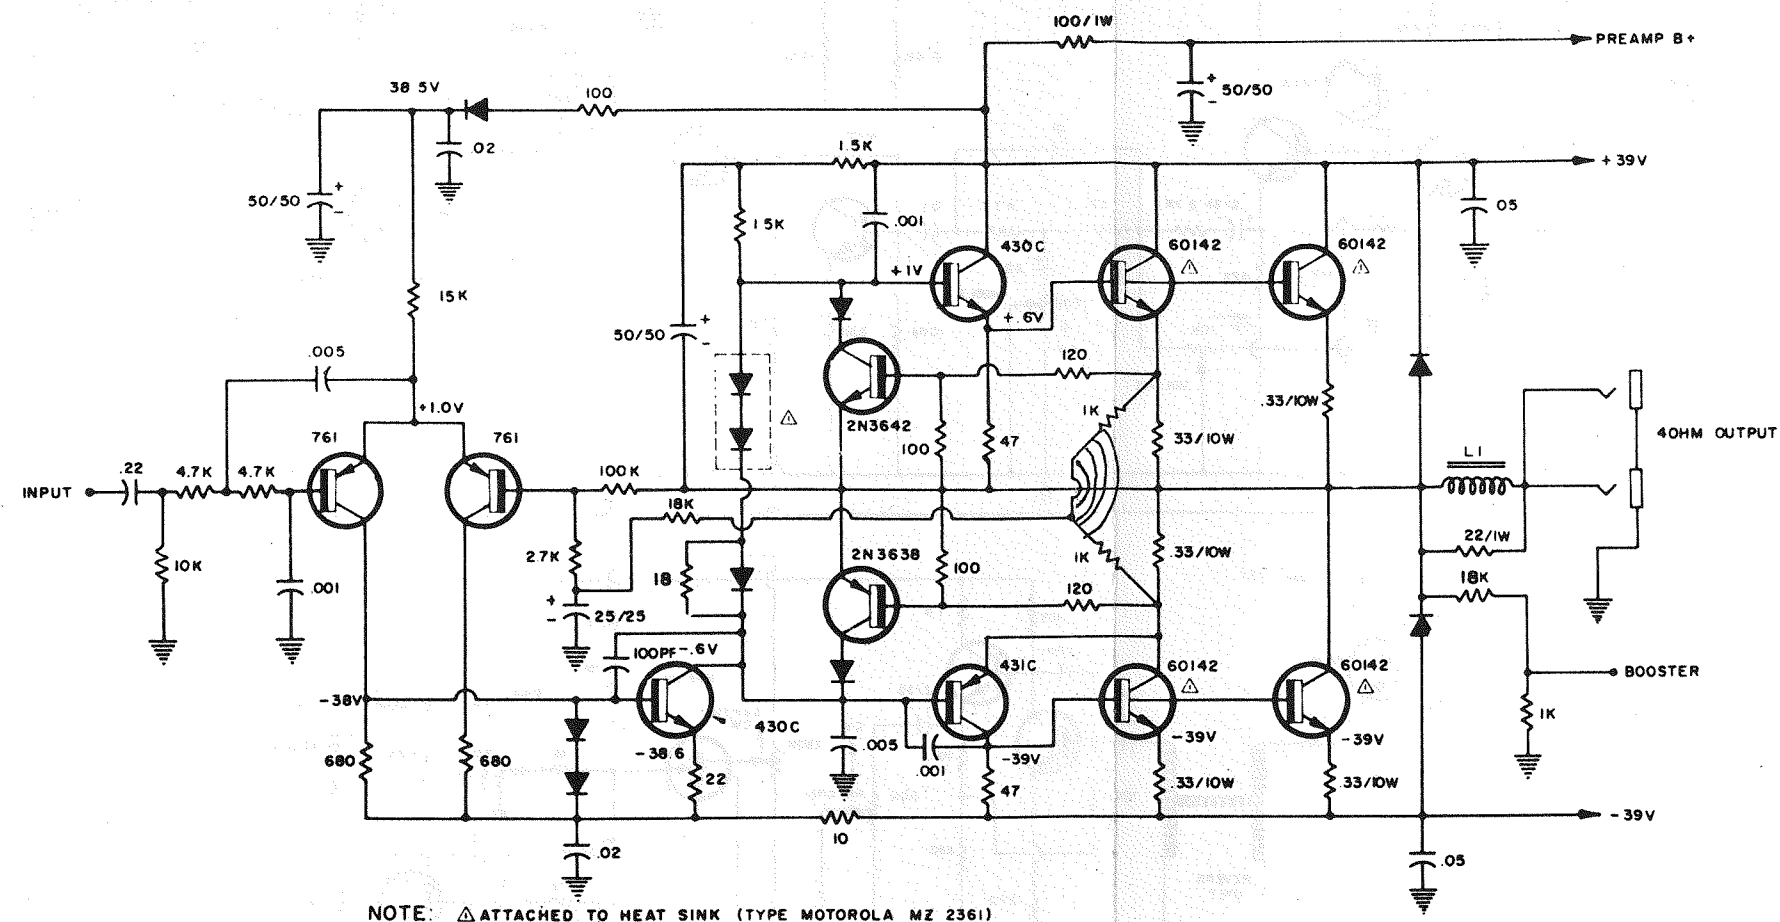 100/1W
PREAMP B+
38 5V
100
+
50/50
-
.02
1.5K
+39V
+
50/50
-
1 5K
.001
05
430C
60142
60142
+1V
15K
+.6V
+
50/50
-
.005
120
+1.0V
1K
.33/10W
2N3642
761
761
100
47
33/10W
4OHM OUTPUT
L1
.22
4.7K
4.7K
100K
INPUT
18K
22/1W
2N3638
1K
.33/10W
10K
.001
2.7K
18
100
18K
120
+
25/25
-
100PF
-.6V
431C
60142
60142
BOOSTER
-38V
430C
1K
.005
-39V
-39V
680
680
-38.6
.001
-39V
22
47
.33/10W
.33/10W
-39V
10
.02
.05
NOTE: ⚠ ATTACHED TO HEAT SINK (TYPE MOTOROLA MZ 2361)